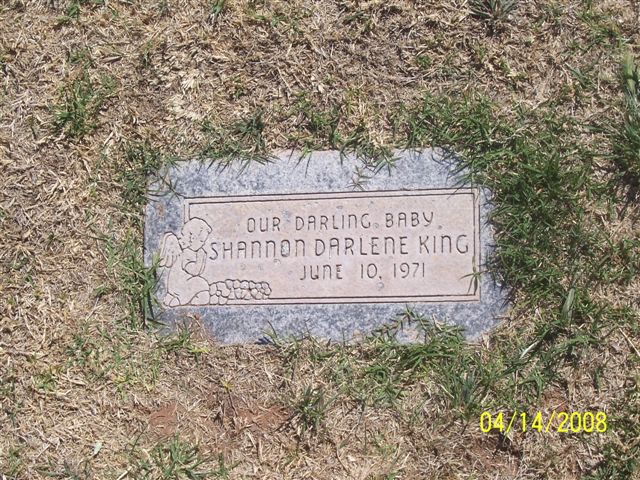 OUR DARLING BABY
SHANNON DARLENE KING
JUNE 10, 1971
04/14/2008